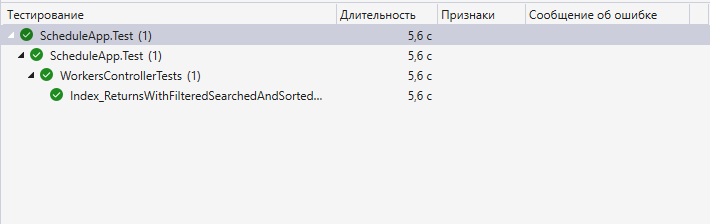 Тестирование Длительность Признаки Сообщение об ошибке
ScheduleApp.Test (1) 5,6 с
ScheduleApp.Test (1) 5,6 с
WorkersControllerTests (1) 5,6 с
Index_ReturnsWithFilteredSearchedAndSorted... 5,6 с